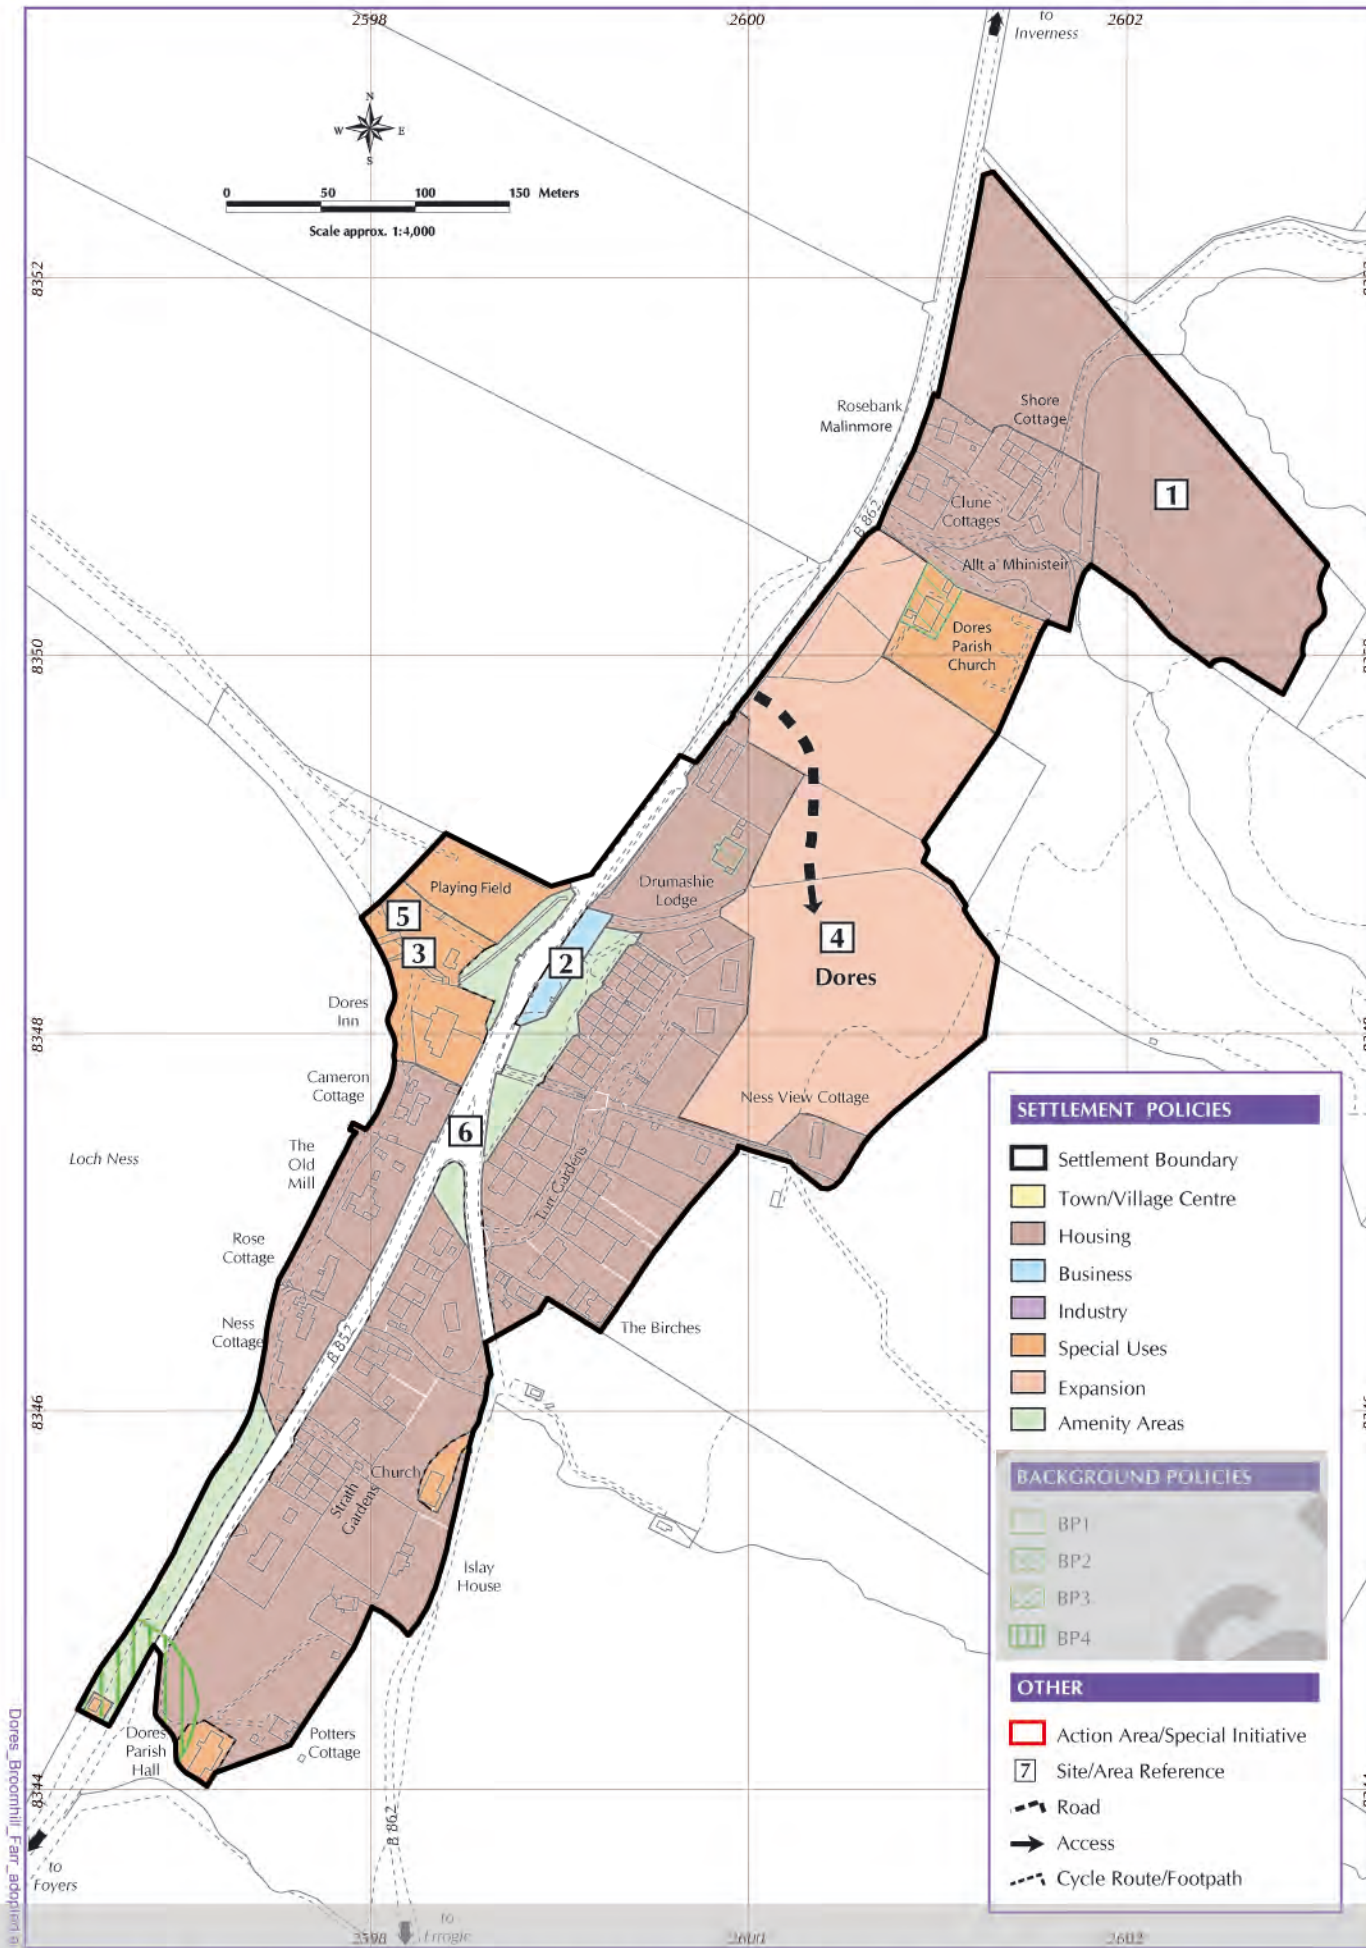 2598
2600
2602
to
Inverness
N
W E
S
0 50 100 150 Meters
Scale approx. 1:4,000
8352
Rosebank
Malinmore
Shore
Cottage
1
Clune
Cottages
B 862
Allt a' Mhinisteir
Dores
Parish
Church
8350
Playing Field
Drumashie
Lodge
5
3
2
4
Dores
Dores
Inn
8348
Cameron
Cottage
Ness View Cottage
6
The
Old
Mill
Loch Ness
Torr Gardens
Rose
Cottage
Ness
Cottage
B 852
The Birches
8346
Church
Strath
Gardens
Islay
House
Dores
Parish
Hall
Potters
Cottage
8344
B 862
to
Foyers
to
Errogie
2598
2600
2602
SETTLEMENT POLICIES
Settlement Boundary
Town/Village Centre
Housing
Business
Industry
Special Uses
Expansion
Amenity Areas
BACKGROUND POLICIES
BP1
BP2
BP3
BP4
OTHER
Action Area/Special Initiative
7 Site/Area Reference
Road
Access
Cycle Route/Footpath